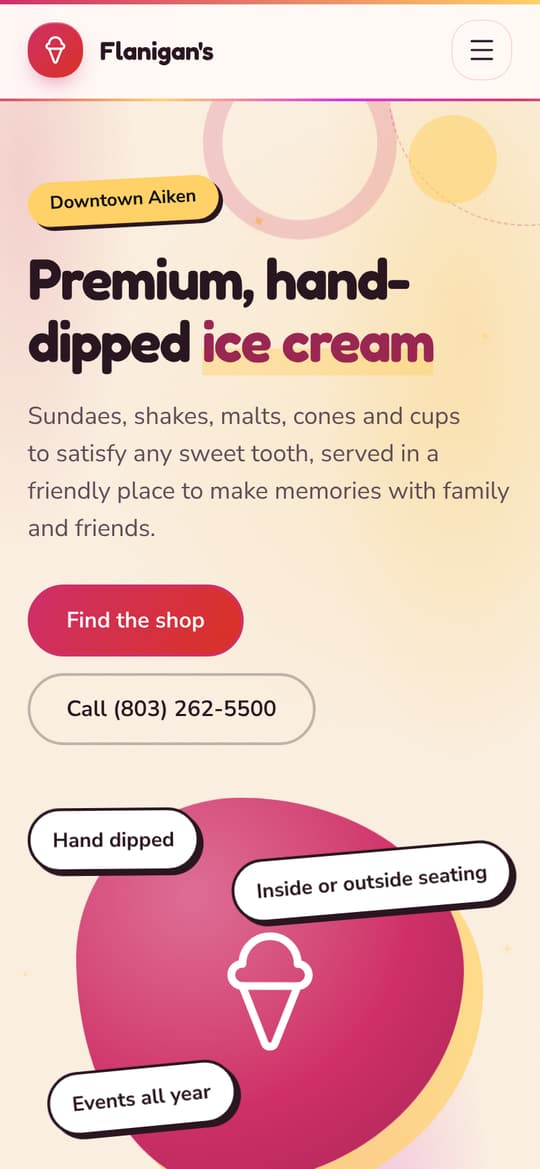 Flanigan's
Downtown Aiken
Premium, hand-
dipped ice cream
Sundaes, shakes, malts, cones and cups
to satisfy any sweet tooth, served in a
friendly place to make memories with family
and friends.
Find the shop
Call (803) 262-5500
Hand dipped
Inside or outside seating
Events all year